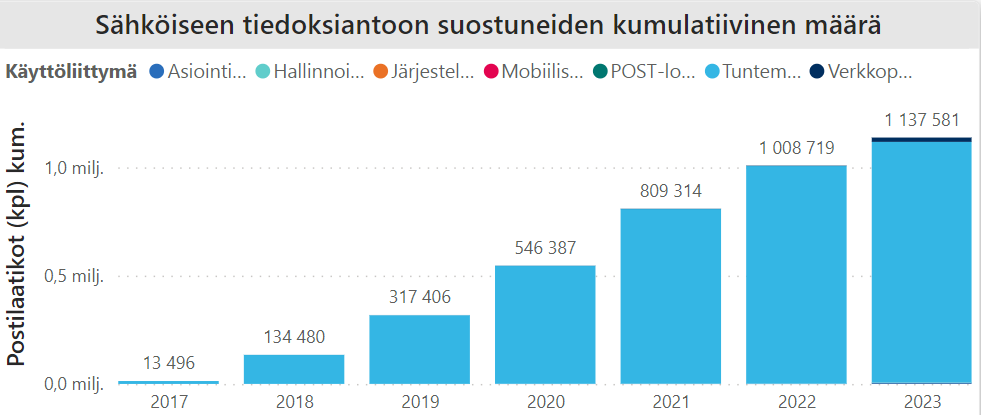 Sähköiseen tiedoksiantoon suostuneiden kumulatiivinen määrä
Käyttöliittymä Asiointi... Hallinnoi... Järjestel... Mobiilis... POST-lo... Tuntem... Verkkop...
Postilaatikot (kpl) kum.
1 137 581
1 008 719
1,0 milj.
809 314
546 387
0,5 milj.
317 406
134 480
13 496
0,0 milj.
2017 2018 2019 2020 2021 2022 2023